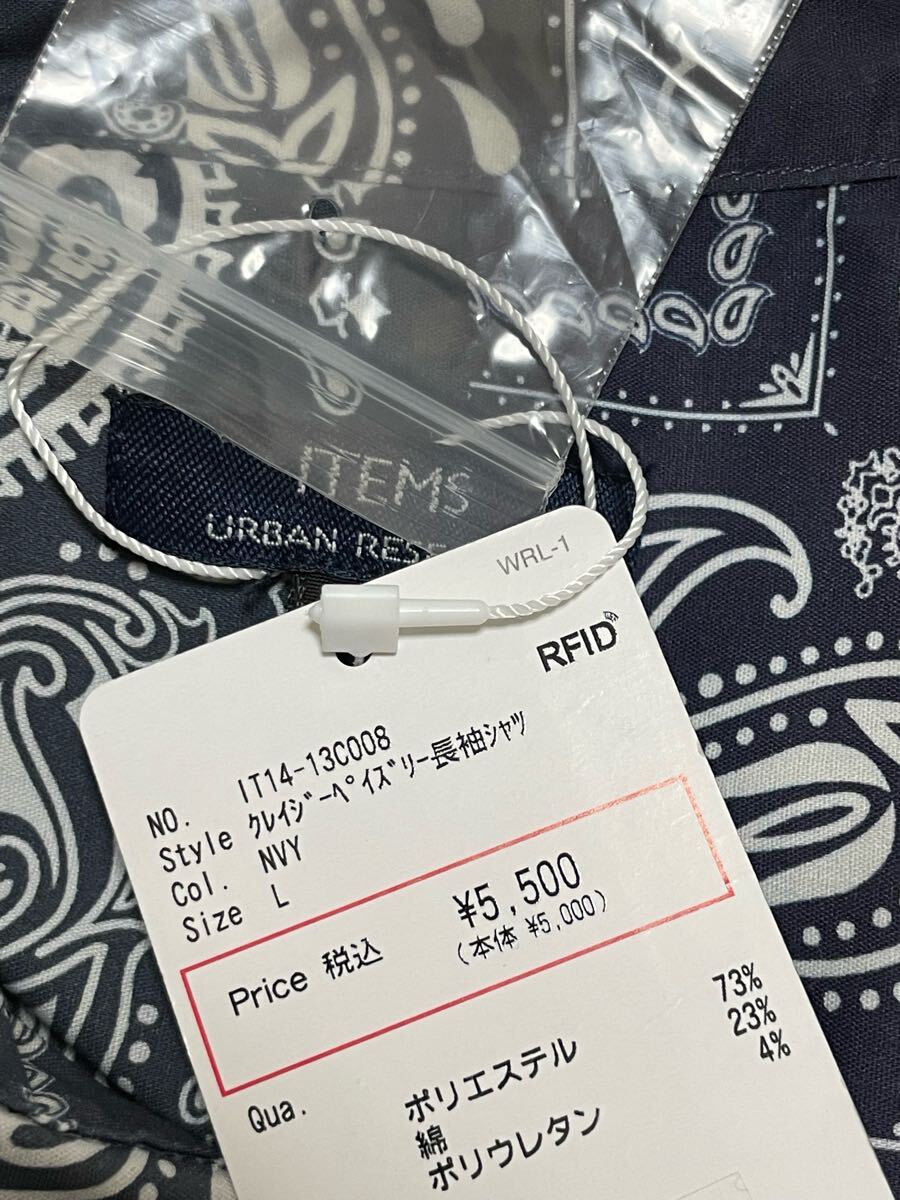 ITEMS
URBAN RESE
WRL-1
RFID
NO. IT14-13C008
Style ｸﾚｲｼﾞｰﾍﾟｲｽﾞリー長袖シャツ
Col. NVY
Size L
Price 税込 ¥5,500
(本体 ¥5,000)
Qua. ポリエステル 73%
綿 23%
ポリウレタン 4%